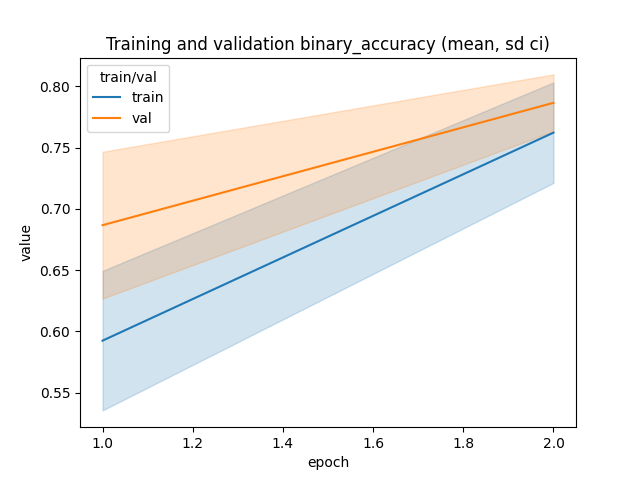 Training and validation binary_accuracy (mean, sd ci)
train/val
train
val
value
0.80
0.75
0.70
0.65
0.60
0.55
1.0
1.2
1.4
1.6
1.8
2.0
epoch